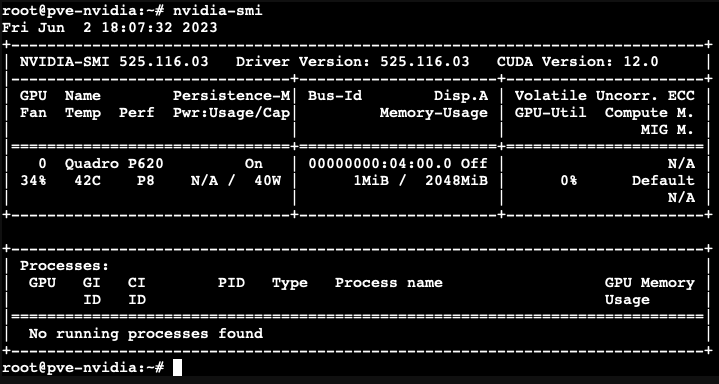 root@pve-nvidia:~# nvidia-smi
Fri Jun  2 18:07:32 2023
+-----------------------------------------------------------------------------+
| NVIDIA-SMI 525.116.03   Driver Version: 525.116.03   CUDA Version: 12.0     |
|-------------------------------+----------------------+----------------------+
| GPU  Name        Persistence-M| Bus-Id        Disp.A | Volatile Uncorr. ECC |
| Fan  Temp  Perf  Pwr:Usage/Cap|         Memory-Usage | GPU-Util  Compute M. |
|                               |                      |               MIG M. |
|===============================+======================+======================|
|   0  Quadro P620         On   | 00000000:04:00.0 Off |                  N/A |
| 34%   42C    P8    N/A /  40W |      1MiB /  2048MiB |      0%      Default |
|                               |                      |                  N/A |
+-------------------------------+----------------------+----------------------+

+-----------------------------------------------------------------------------+
| Processes:                                                                  |
|  GPU   GI   CI        PID   Type   Process name                  GPU Memory |
|        ID   ID                                                   Usage      |
|=============================================================================|
|  No running processes found                                                 |
+-----------------------------------------------------------------------------+
root@pve-nvidia:~#